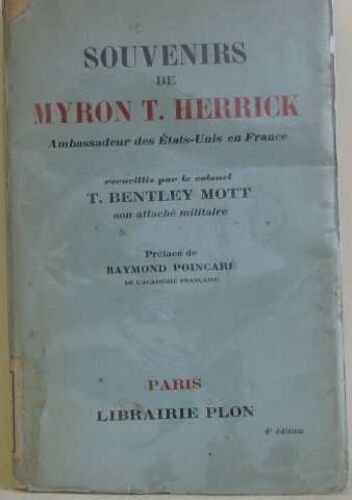 SOUVENIRS
DE
MYRON T. HERRICK
Ambassadeur des États-Unis en France
recueillis par le colonel
T. BENTLEY MOTT
son attaché militaire
Préface de
RAYMOND POINCARÉ
DE L'ACADÉMIE FRANÇAISE
PARIS
LIBRAIRIE PLON
4e édition